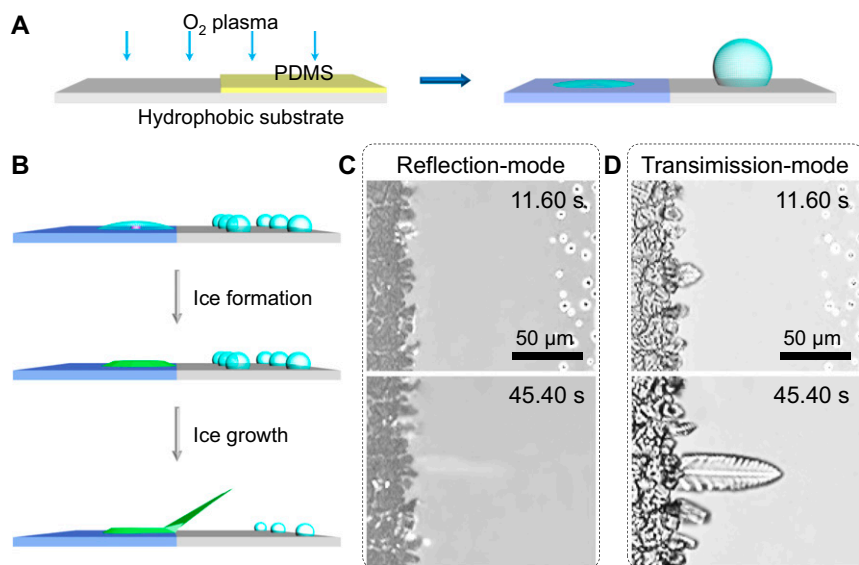 A
O₂ plasma
PDMS
Hydrophobic substrate
B
Ice formation
Ice growth
C
Reflection-mode
11.60 s
50 μm
45.40 s
D
Transimission-mode
11.60 s
50 μm
45.40 s